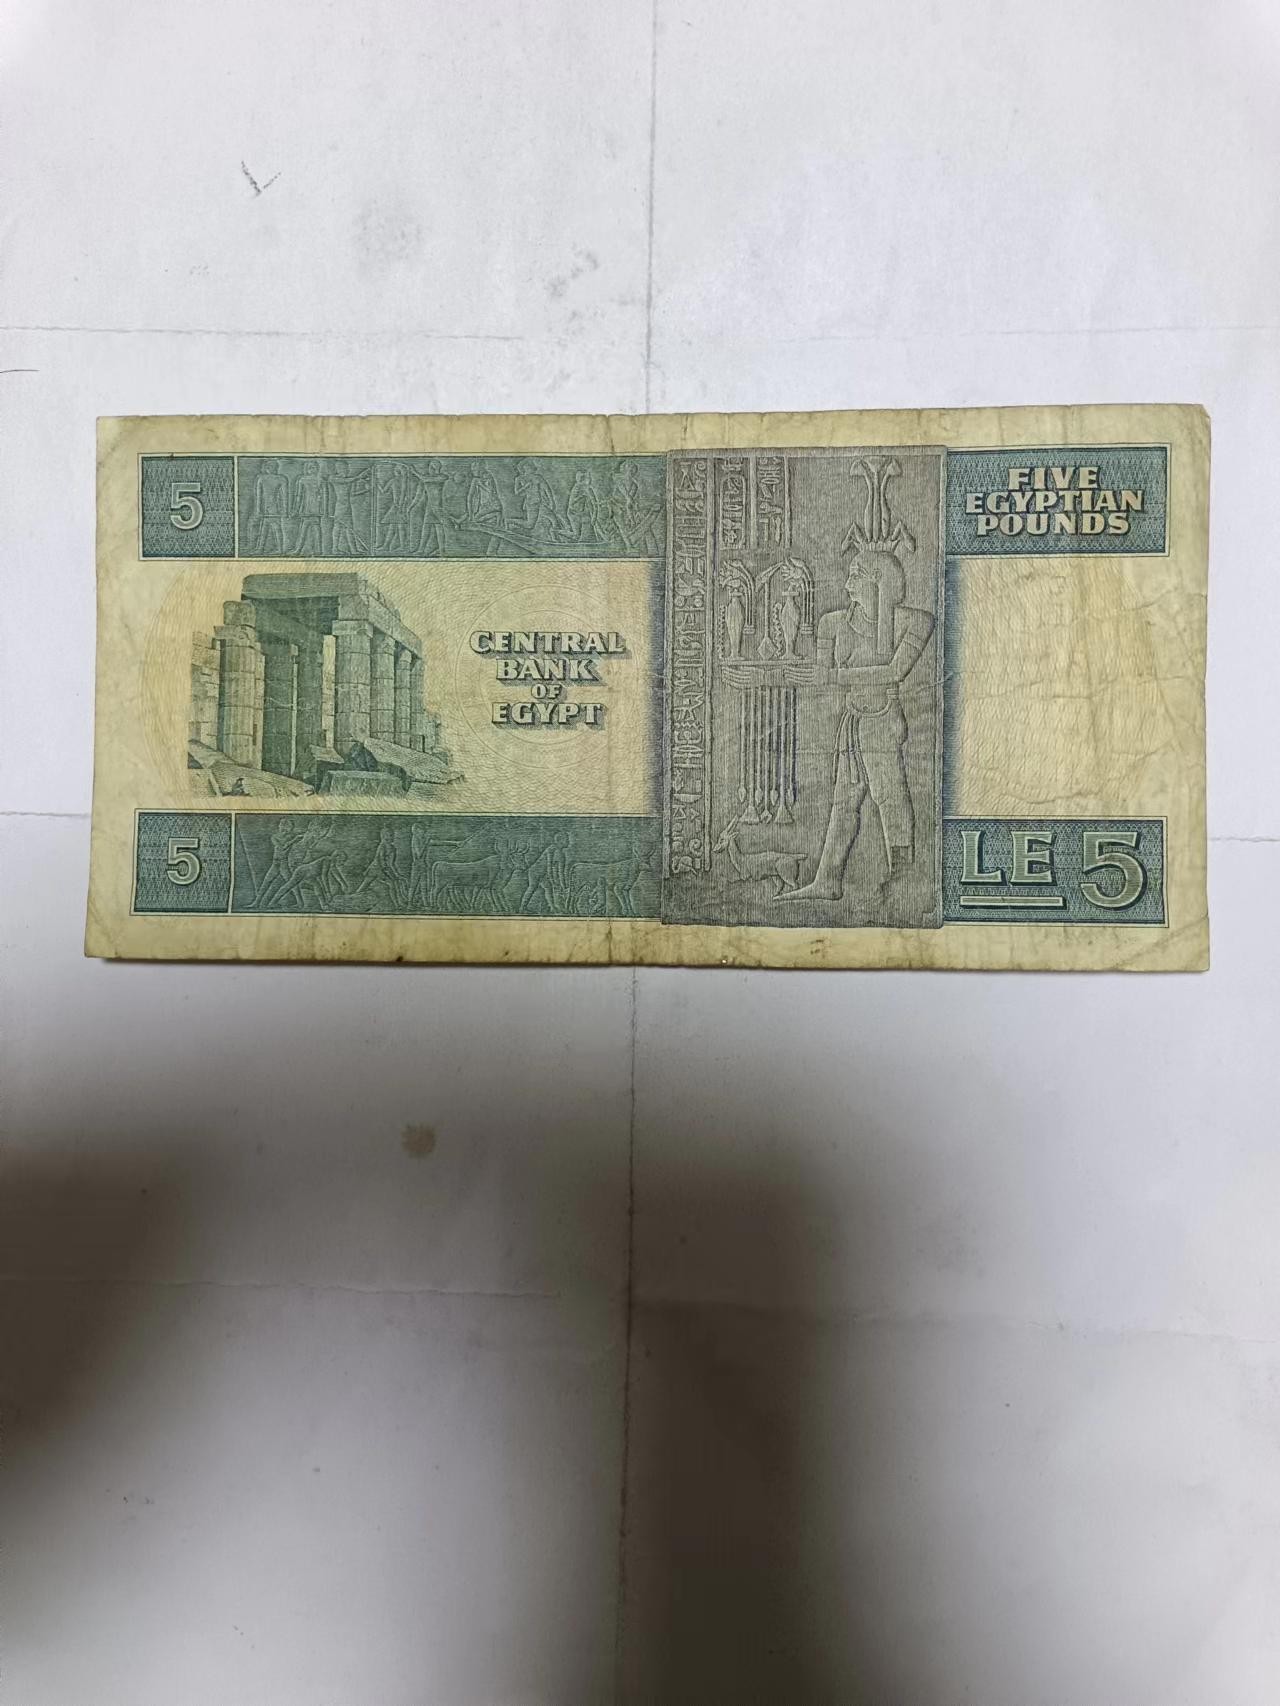 5
FIVE
EGYPTIAN
POUNDS
CENTRAL
BANK
OF
EGYPT
5
LE 5